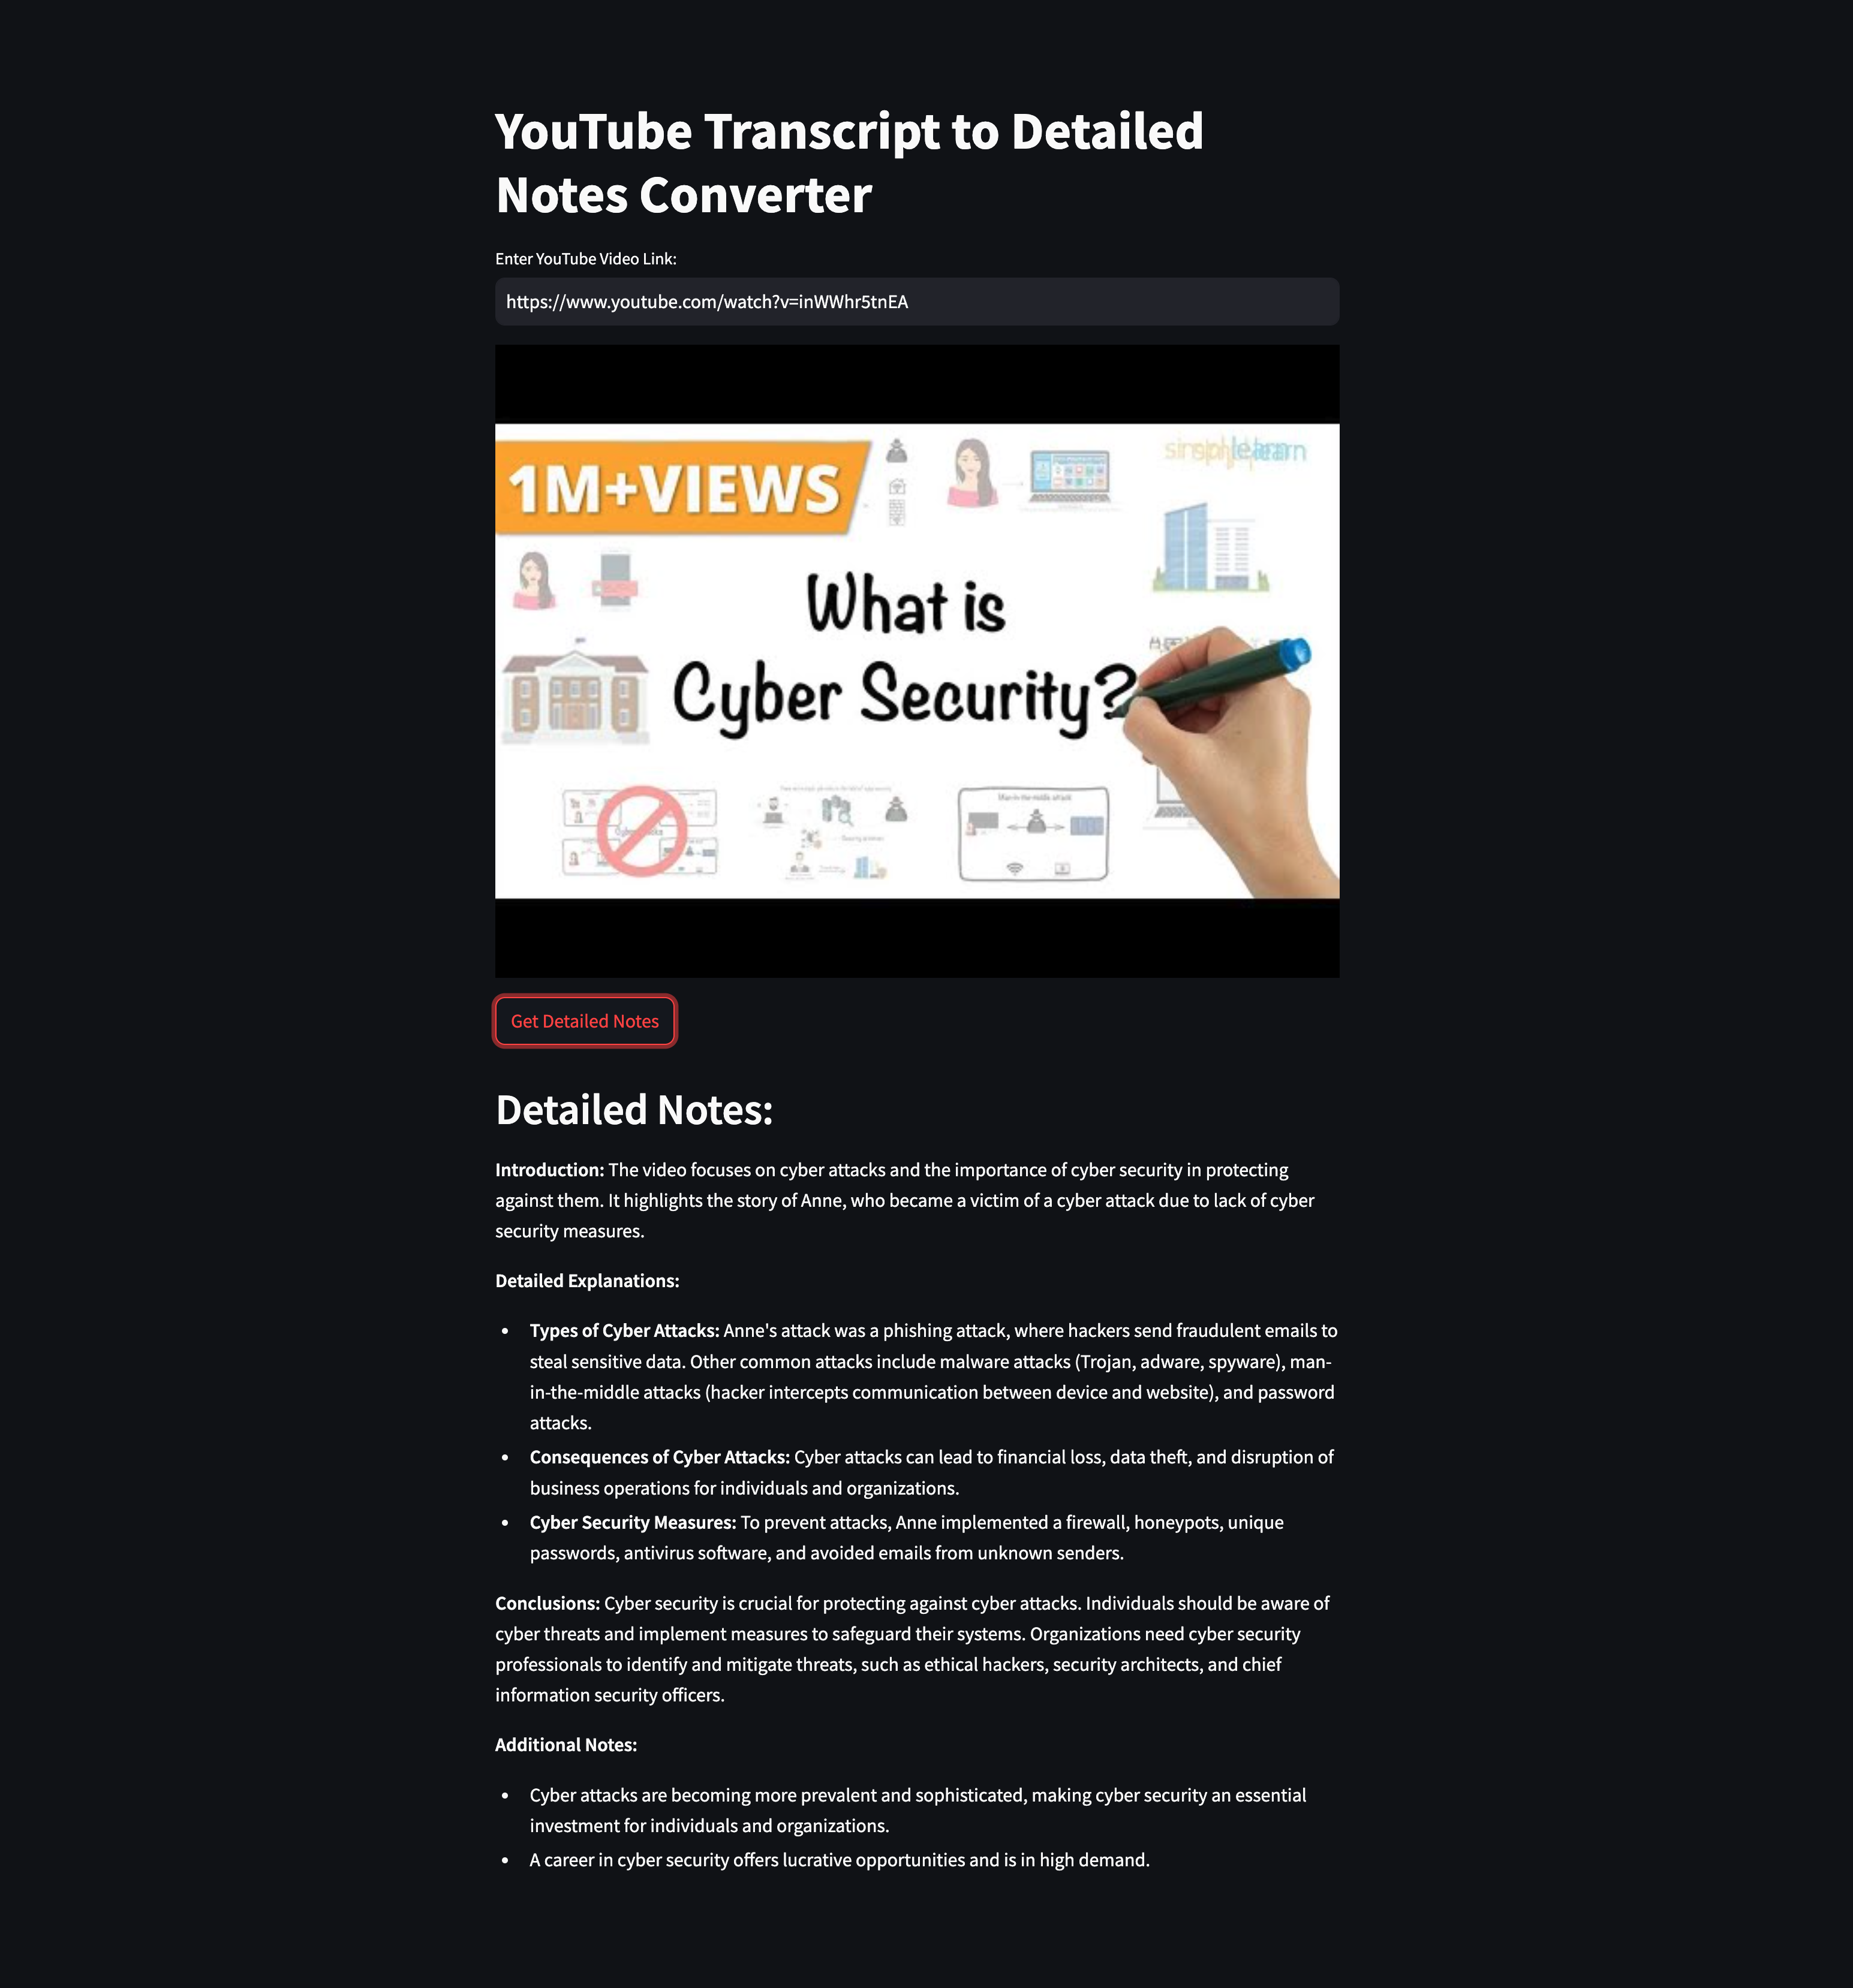 YouTube Transcript to Detailed
Notes Converter
Enter YouTube Video Link:
https://www.youtube.com/watch?v=inWWhr5tnEA
1M+VIEWS
What is
Cyber Security?
Man-in-the-middle attack
Get Detailed Notes
Detailed Notes:
Introduction: The video focuses on cyber attacks and the importance of cyber security in protecting
against them. It highlights the story of Anne, who became a victim of a cyber attack due to lack of cyber
security measures.
Detailed Explanations:
• Types of Cyber Attacks: Anne's attack was a phishing attack, where hackers send fraudulent emails to
steal sensitive data. Other common attacks include malware attacks (Trojan, adware, spyware), man-
in-the-middle attacks (hacker intercepts communication between device and website), and password
attacks.
• Consequences of Cyber Attacks: Cyber attacks can lead to financial loss, data theft, and disruption of
business operations for individuals and organizations.
• Cyber Security Measures: To prevent attacks, Anne implemented a firewall, honeypots, unique
passwords, antivirus software, and avoided emails from unknown senders.
Conclusions: Cyber security is crucial for protecting against cyber attacks. Individuals should be aware of
cyber threats and implement measures to safeguard their systems. Organizations need cyber security
professionals to identify and mitigate threats, such as ethical hackers, security architects, and chief
information security officers.
Additional Notes:
• Cyber attacks are becoming more prevalent and sophisticated, making cyber security an essential
investment for individuals and organizations.
• A career in cyber security offers lucrative opportunities and is in high demand.